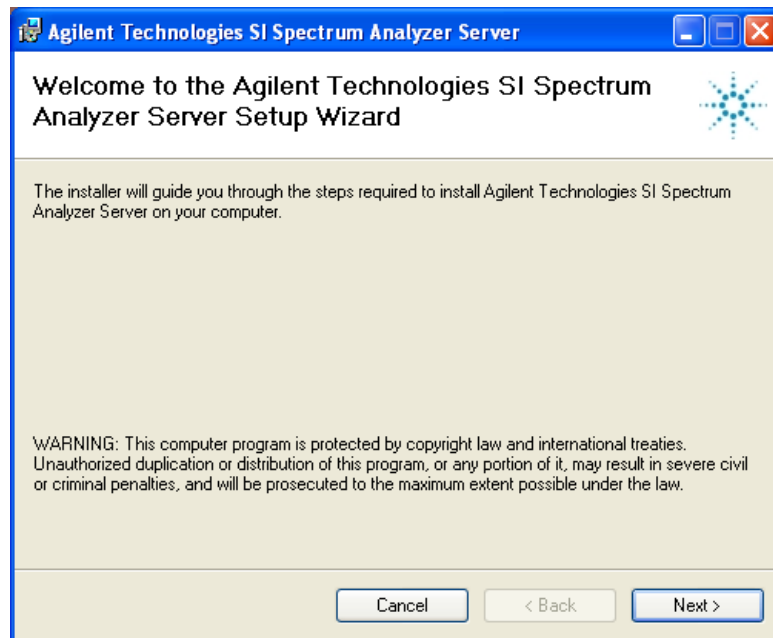 Agilent Technologies SI Spectrum Analyzer Server
Welcome to the Agilent Technologies SI Spectrum
Analyzer Server Setup Wizard
The installer will guide you through the steps required to install Agilent Technologies SI Spectrum
Analyzer Server on your computer.
WARNING: This computer program is protected by copyright law and international treaties.
Unauthorized duplication or distribution of this program, or any portion of it, may result in severe civil
or criminal penalties, and will be prosecuted to the maximum extent possible under the law.
Cancel < Back Next >